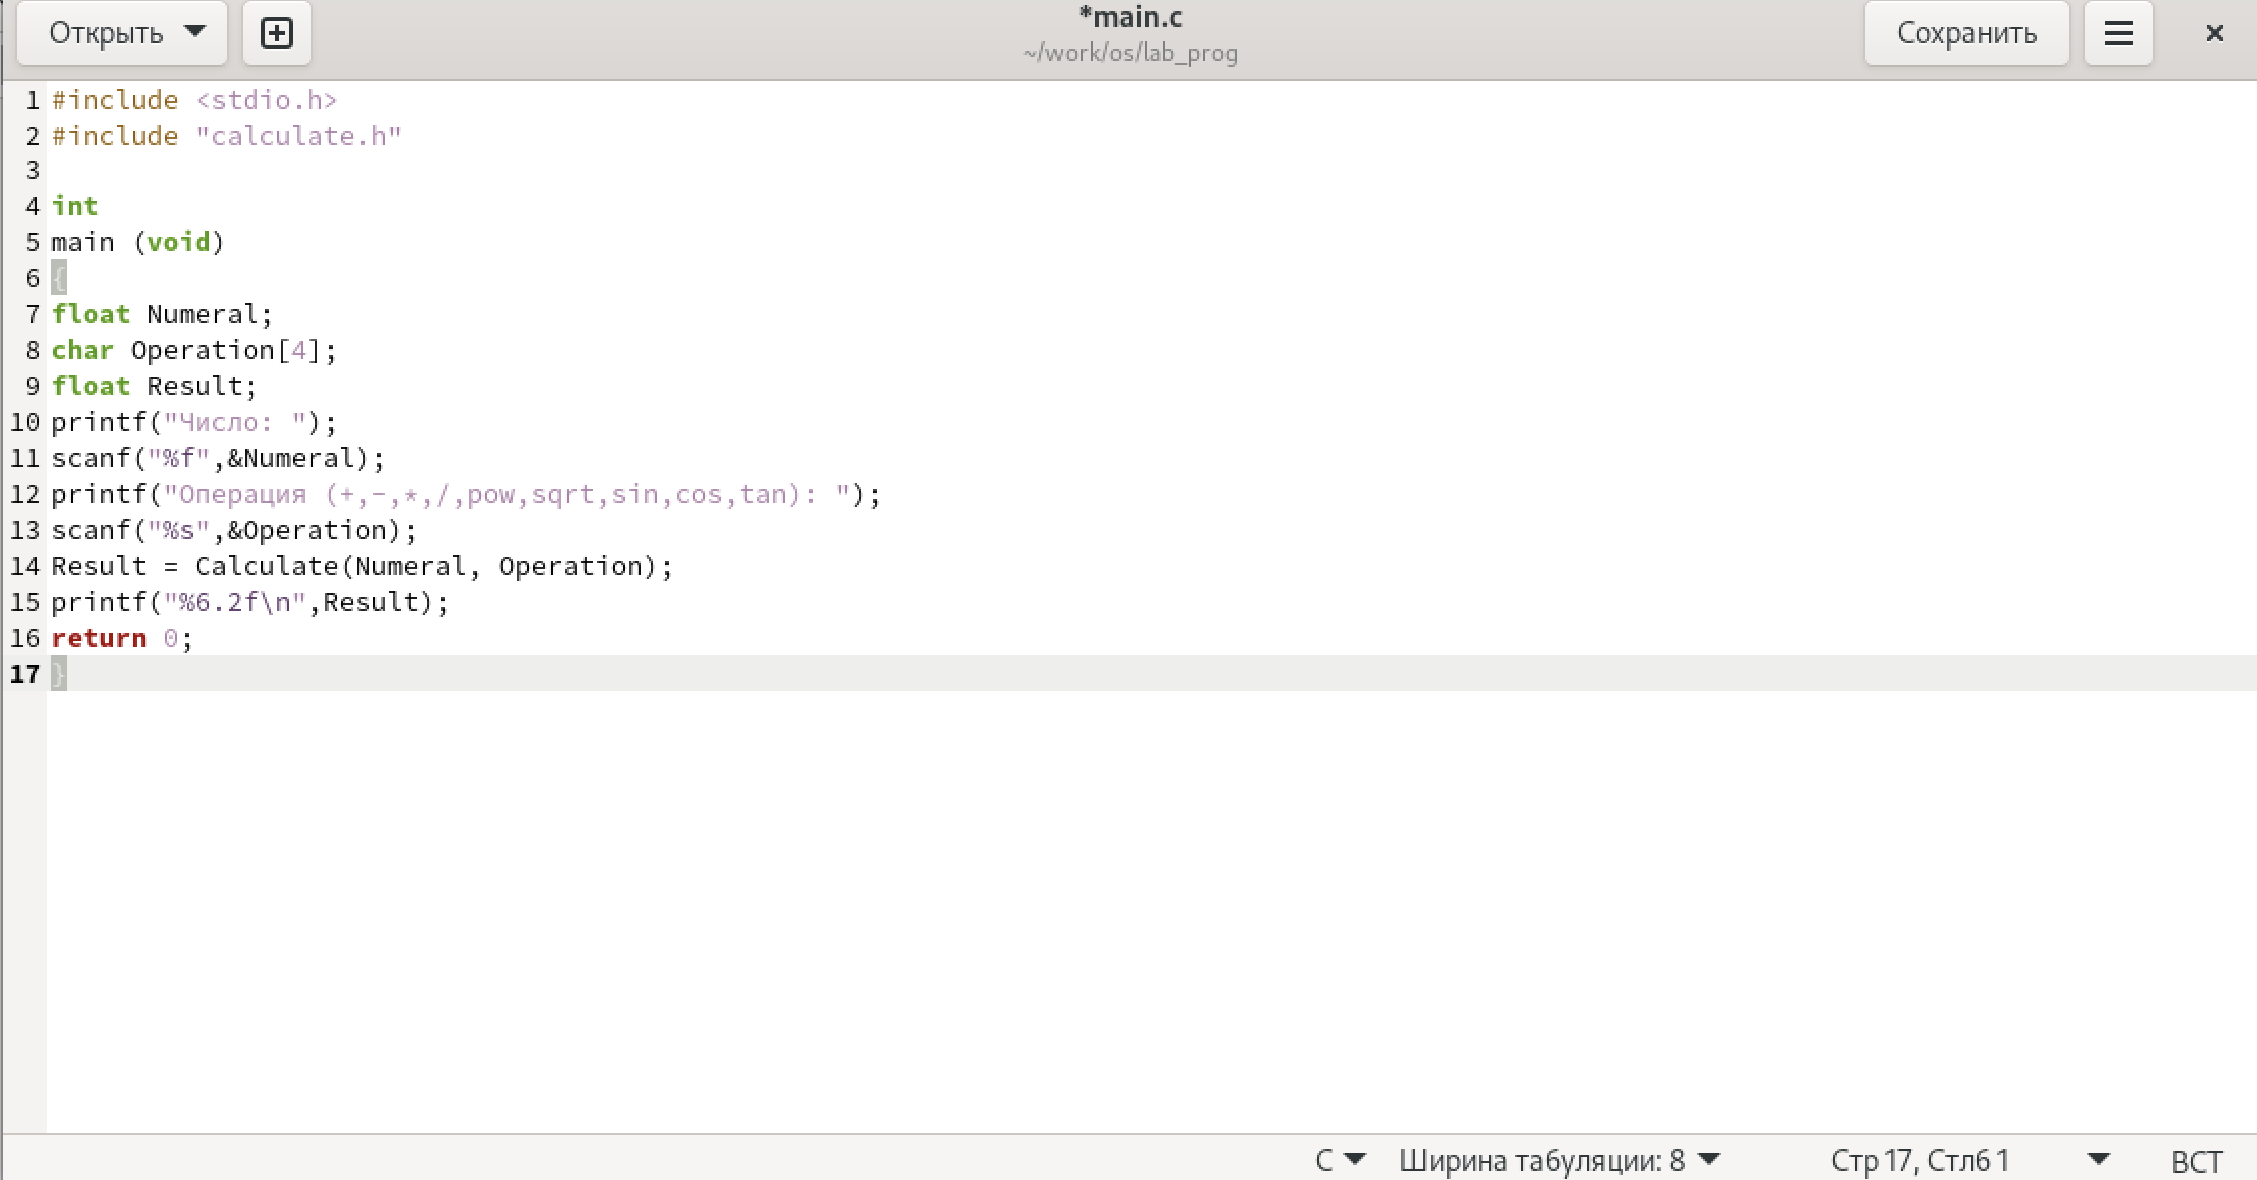 Открыть
*main.c
~/work/os/lab_prog
Сохранить
1 #include <stdio.h>
2 #include "calculate.h"
3
4 int
5 main (void)
6 {
7 float Numeral;
8 char Operation[4];
9 float Result;
10 printf("Число: ");
11 scanf("%f",&Numeral);
12 printf("Операция (+,-,*,/,pow,sqrt,sin,cos,tan): ");
13 scanf("%s",&Operation);
14 Result = Calculate(Numeral, Operation);
15 printf("%6.2f\n",Result);
16 return 0;
17 }
C Ширина табуляции: 8 Стр 17, Стлб 1 ВСТ